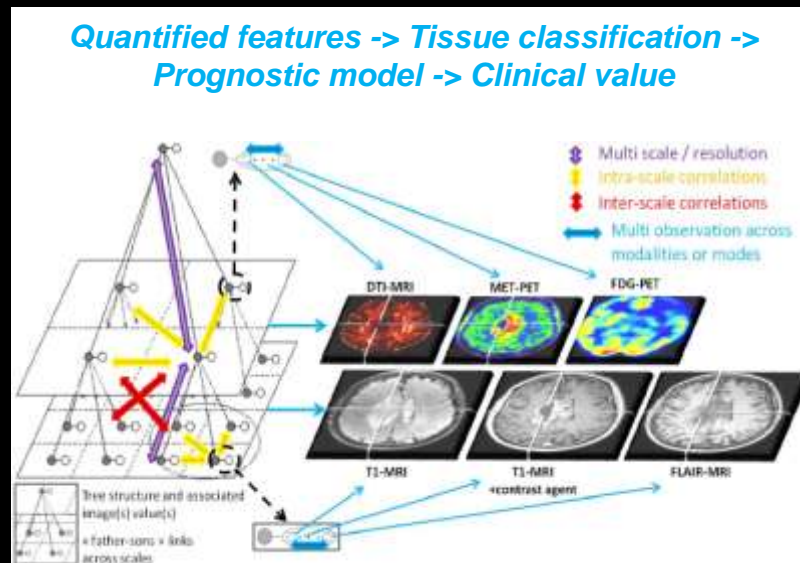 Quantified features -> Tissue classification ->
Prognostic model -> Clinical value
Multi scale / resolution
Intra-scale correlations
Inter-scale correlations
Multi observation across
modalities or modes
DTI-MRI MET-PET FDG-PET
T1-MRI T1-MRI FLAIR-MRI
+contrast agent
Tree structure and associated
image(s) value(s)
« father-sons » links
across scales